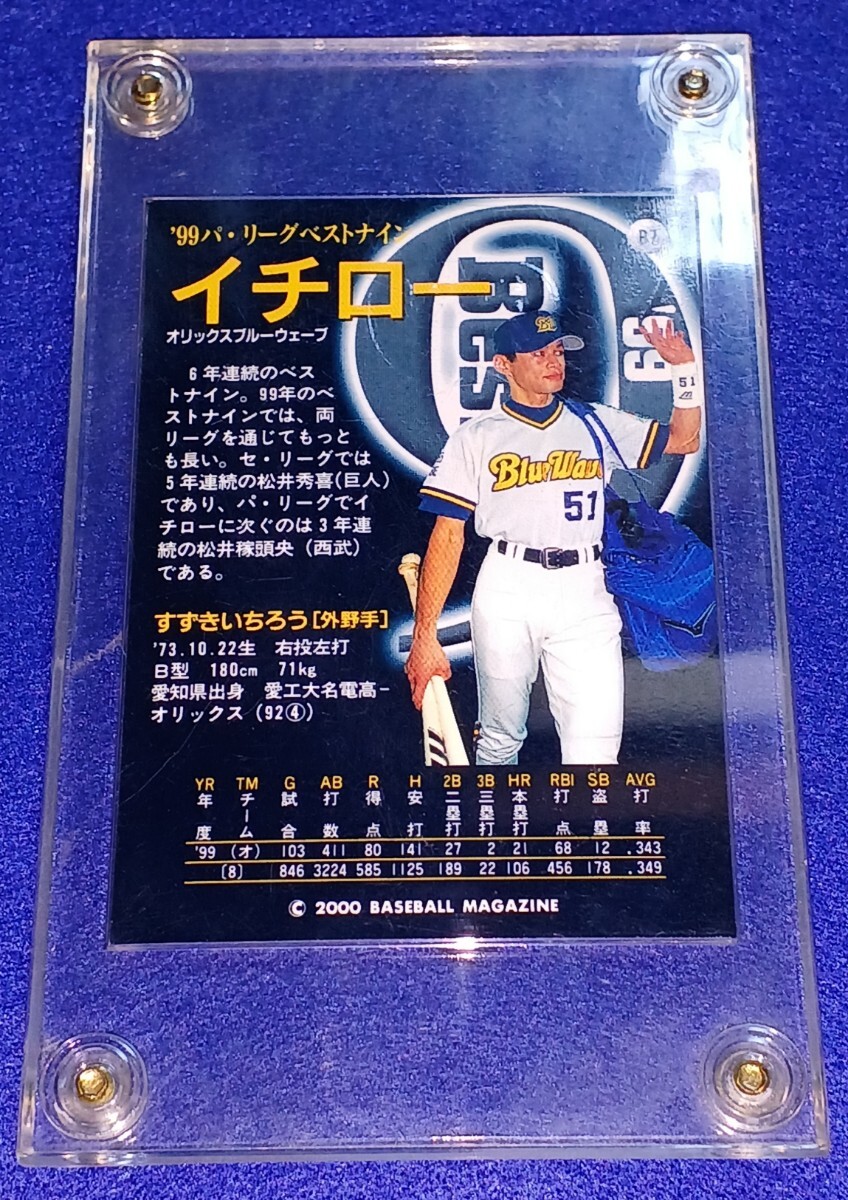 '99パ・リーグベストナイン
B7
イチロー
オリックスブルーウェーブ
99
6年連続のベス
トナイン。99年のベ
ストナインでは、両
リーグを通じてもっと
も長い。セ・リーグでは
5年連続の松井秀喜(巨人)
であり、パ・リーグでイ
チローに次ぐのは3年連
続の松井稼頭央(西武)
である。
51
Blue Wave
51
すずきいちろう[外野手]
'73.10.22生 右投左打
B型 180cm 71kg
愛知県出身 愛工大名電高-
オリックス(92④)
YR TM G AB R H 2B 3B HR RBI SB AVG
年度 チーム 試合 打数 得点 安打 二塁打 三塁打 本塁打 打点 盗塁 打率
'99 (オ) 103 411 80 141 27 2 21 68 12 .343
〔8〕 846 3224 585 1125 189 22 106 456 178 .349
© 2000 BASEBALL MAGAZINE